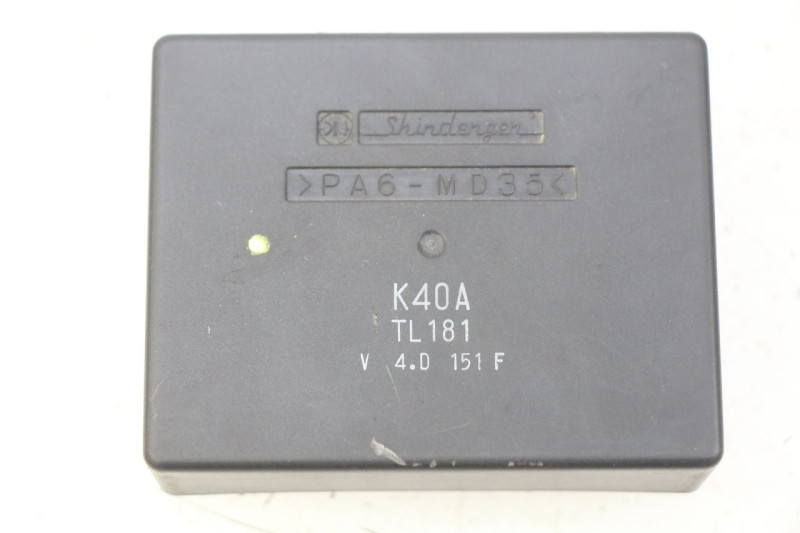 Shindengen
>PA6-MD35<
K40A
TL181
V 4.D 151 F